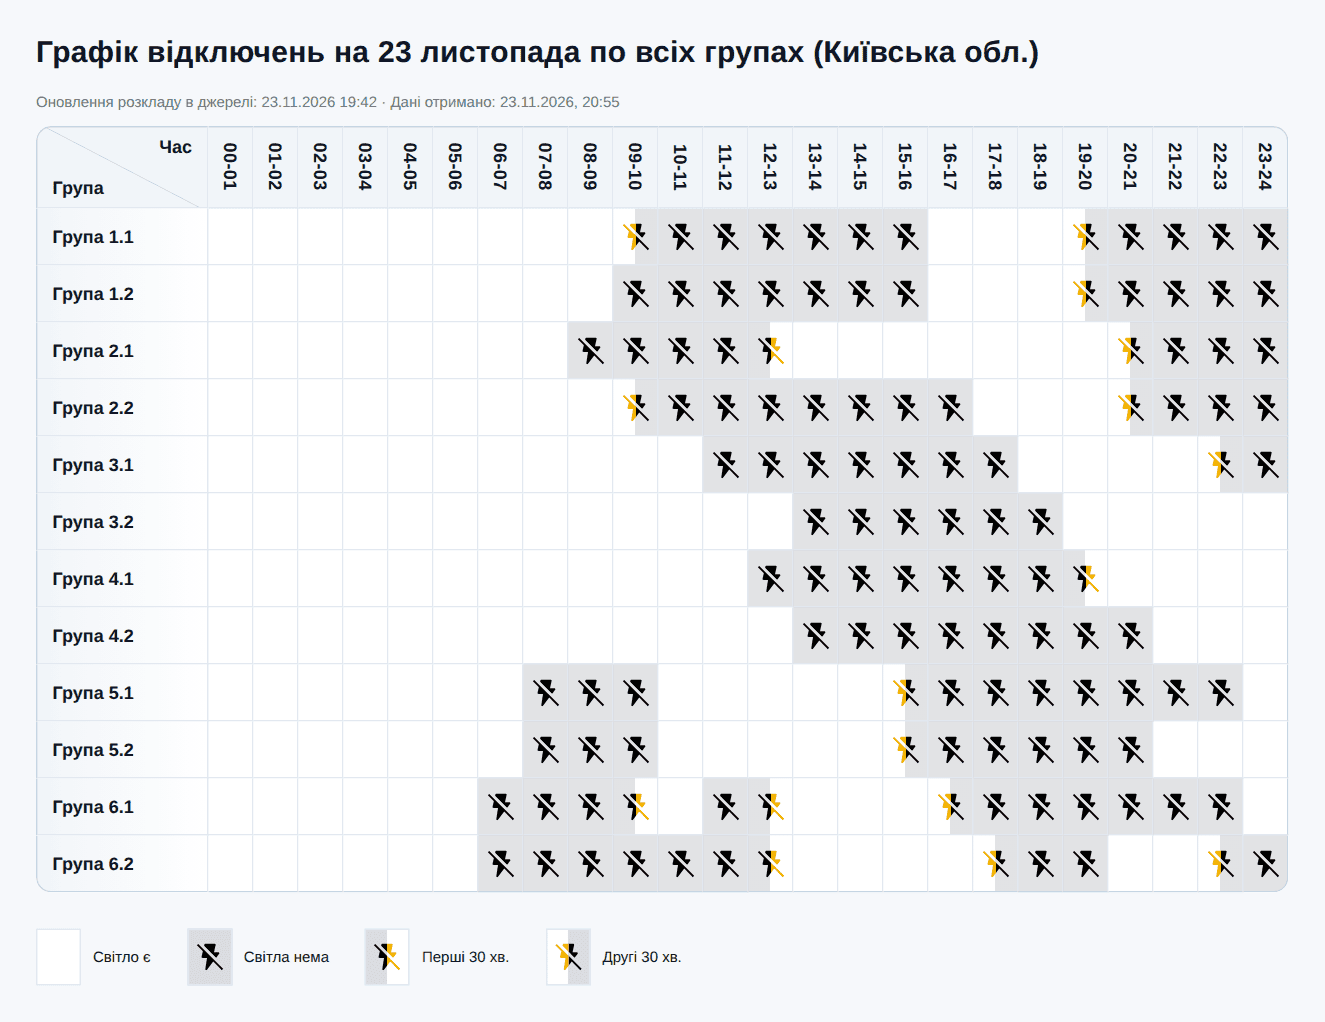 Графік відключень на 23 листопада по всіх групах (Київська обл.)
Оновлення розкладу в джерелі: 23.11.2026 19:42 · Дані отримано: 23.11.2026, 20:55
Час
Група
00-01 01-02 02-03 03-04 04-05 05-06 06-07 07-08 08-09 09-10 10-11 11-12 12-13 13-14 14-15 15-16 16-17 17-18 18-19 19-20 20-21 21-22 22-23 23-24
Група 1.1
Група 1.2
Група 2.1
Група 2.2
Група 3.1
Група 3.2
Група 4.1
Група 4.2
Група 5.1
Група 5.2
Група 6.1
Група 6.2
Світло є Світла нема Перші 30 хв. Другі 30 хв.